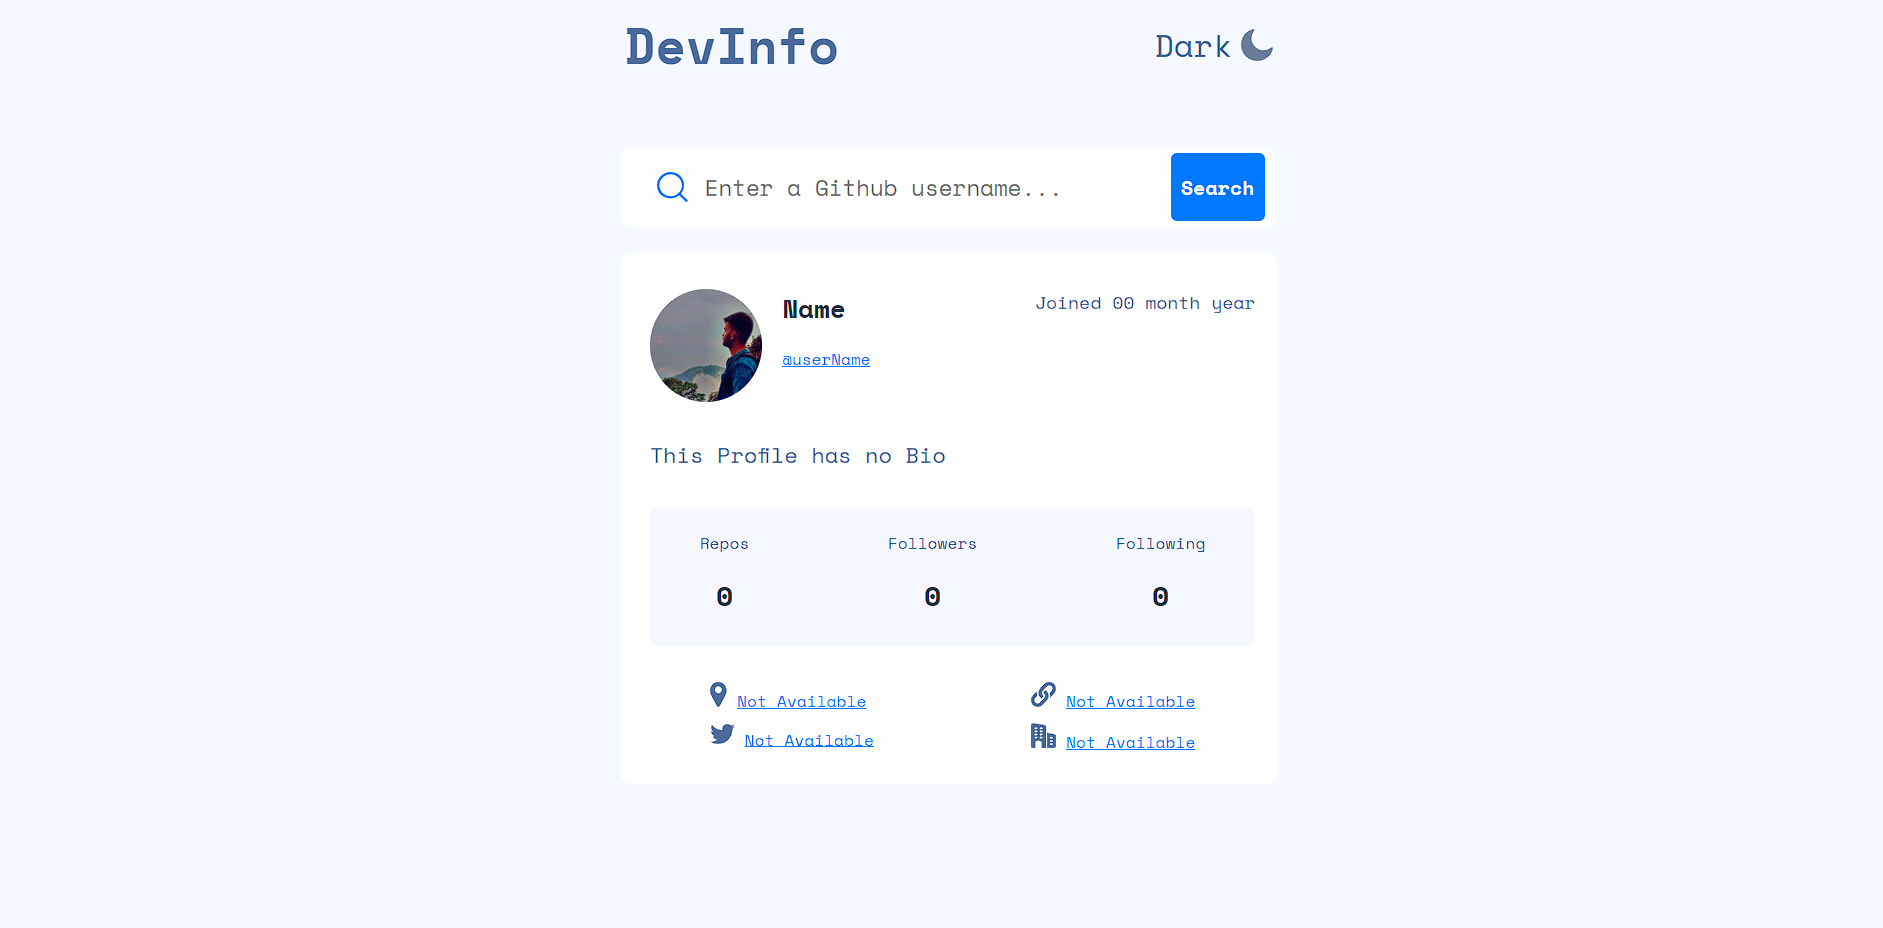 DevInfo
Dark
Enter a Github username...
Search
Name
Joined 00 month year
@userName
This Profile has no Bio
Repos
Followers
Following
0
0
0
Not Available
Not Available
Not Available
Not Available